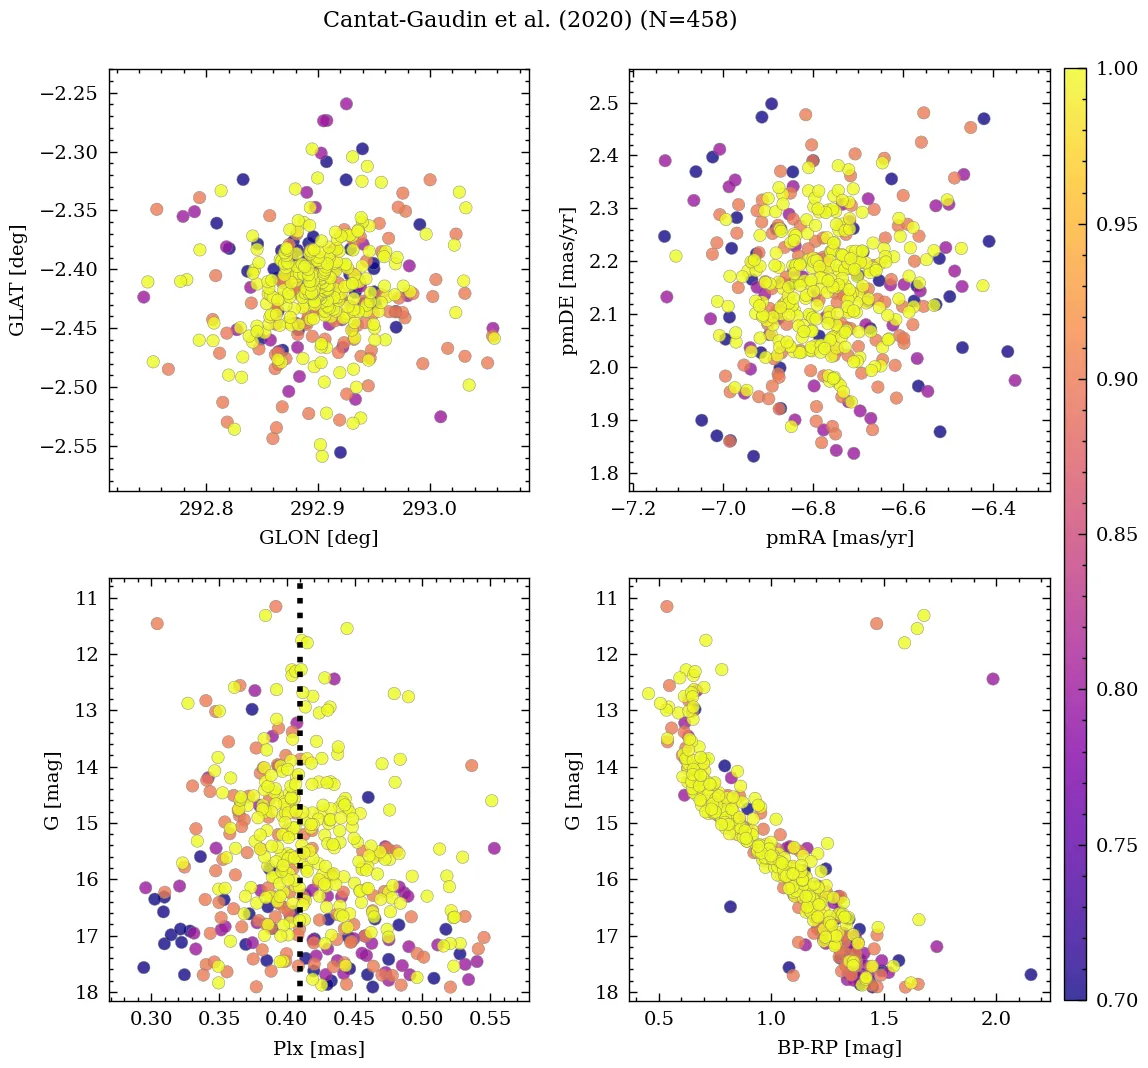 Cantat-Gaudin et al. (2020) (N=458)
−2.25
−2.30
−2.35
−2.40
−2.45
−2.50
−2.55
GLAT [deg]
292.8 292.9 293.0
GLON [deg]
2.5
2.4
2.3
2.2
2.1
2.0
1.9
1.8
pmDE [mas/yr]
−7.2 −7.0 −6.8 −6.6 −6.4
pmRA [mas/yr]
11
12
13
14
15
16
17
18
G [mag]
0.30 0.35 0.40 0.45 0.50 0.55
Plx [mas]
11
12
13
14
15
16
17
18
G [mag]
0.5 1.0 1.5 2.0
BP-RP [mag]
1.00
0.95
0.90
0.85
0.80
0.75
0.70